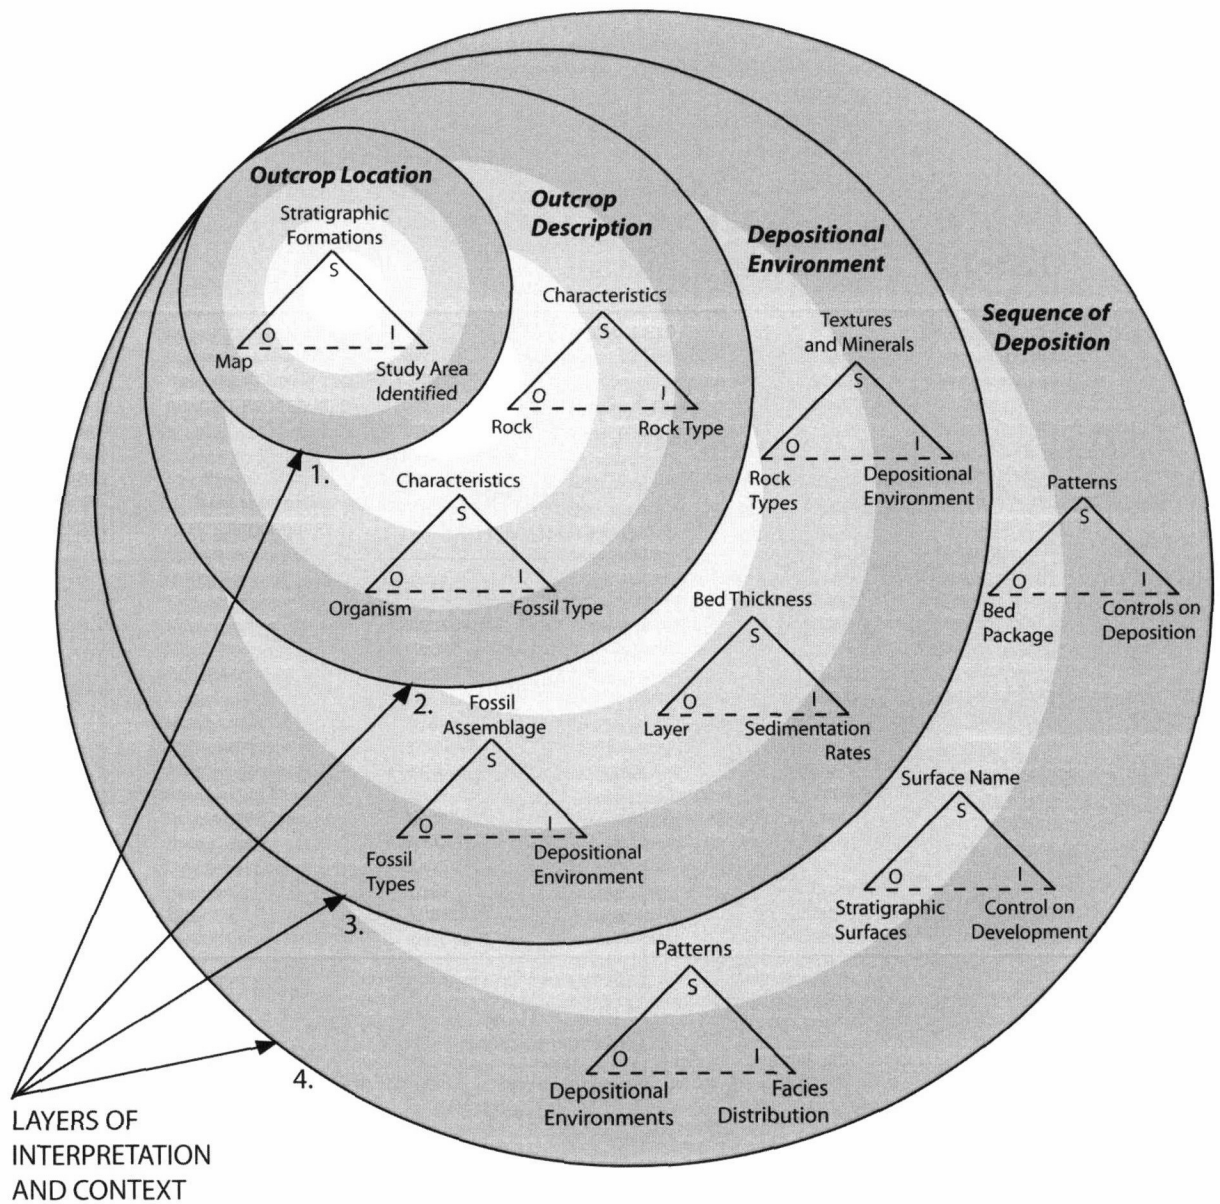 Outcrop Location
Stratigraphic
Formations
S
O
I
Map
Study Area
Identified
1.
Outcrop
Description
Characteristics
S
O
I
Rock
Rock Type
Characteristics
S
O
I
Organism
Fossil Type
2.
Depositional
Environment
Textures
and Minerals
S
O
I
Rock
Types
Depositional
Environment
Bed Thickness
S
O
I
Layer
Sedimentation
Rates
Fossil
Assemblage
S
O
I
Fossil
Types
Depositional
Environment
3.
Sequence of
Deposition
Patterns
S
O
I
Bed
Package
Controls on
Deposition
Surface Name
S
O
I
Stratigraphic
Surfaces
Control on
Development
Patterns
S
O
I
Depositional
Environments
Facies
Distribution
4.
LAYERS OF
INTERPRETATION
AND CONTEXT